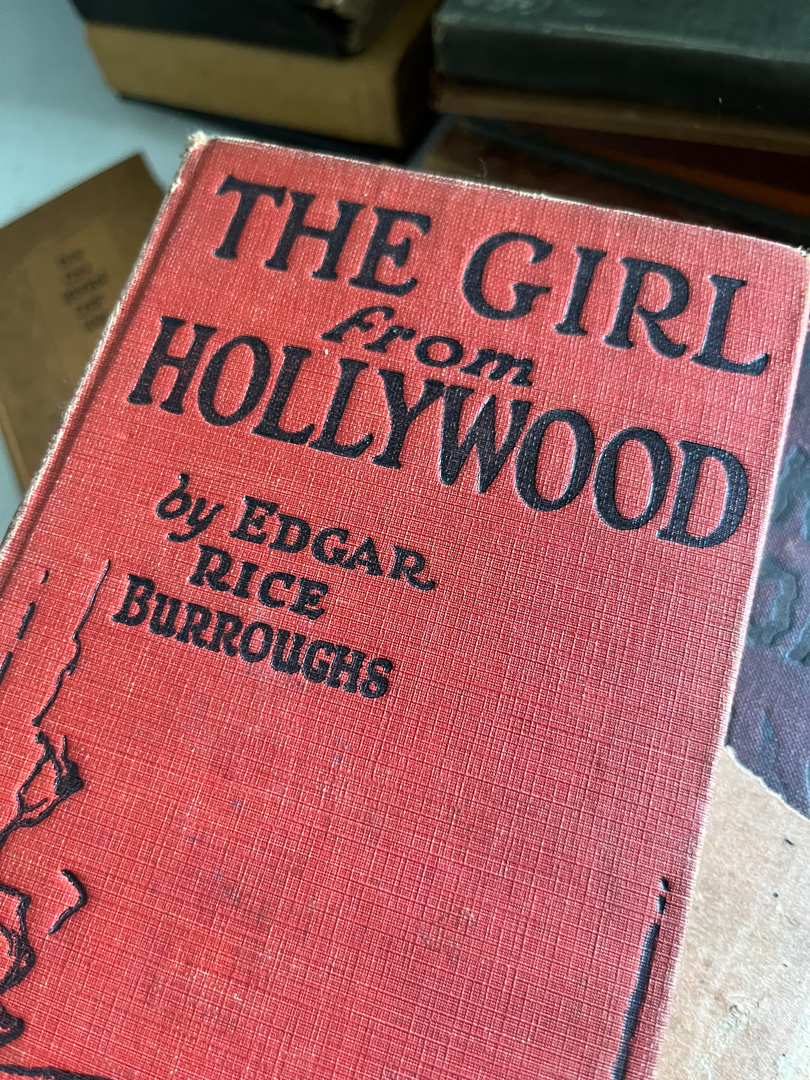 THE GIRL
from
HOLLYWOOD
by EDGAR
RICE
BURROUGHS